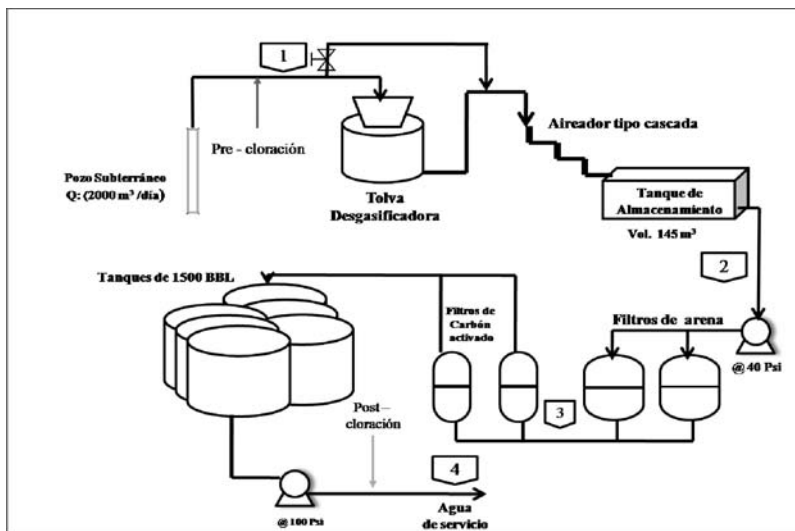 1
Pre - cloración
Pozo Subterráneo
Q: (2000 m³ /día)
Tolva
Desgasificadora
Aireador tipo cascada
Tanque de
Almacenamiento
Vol. 145 m³
2
Tanques de 1500 BBL
Filtros de
Carbón
activado
Filtros de arena
@ 40 Psi
3
Post–
cloración
4
@ 100 Psi
Agua
de servicio